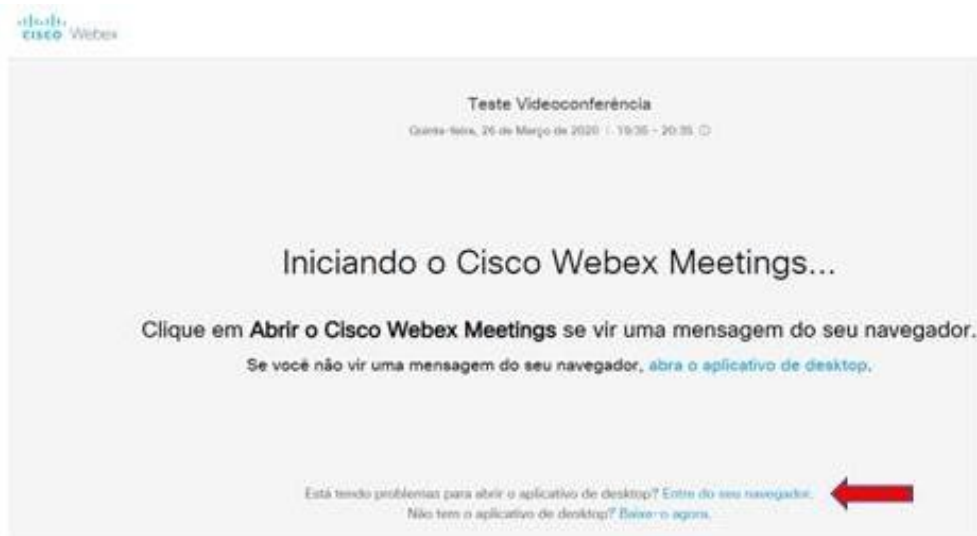 CISCO Webex
Teste Videoconferência
Quinta-feira, 26 de Março de 2020 | 19:35 - 20:35
Iniciando o Cisco Webex Meetings...
Clique em Abrir o Cisco Webex Meetings se vir uma mensagem do seu navegador.
Se você não vir uma mensagem do seu navegador, abra o aplicativo de desktop.
Está tendo problemas para abrir o aplicativo de desktop? Entre do seu navegador.
Não tem o aplicativo de desktop? Baixe-o agora.